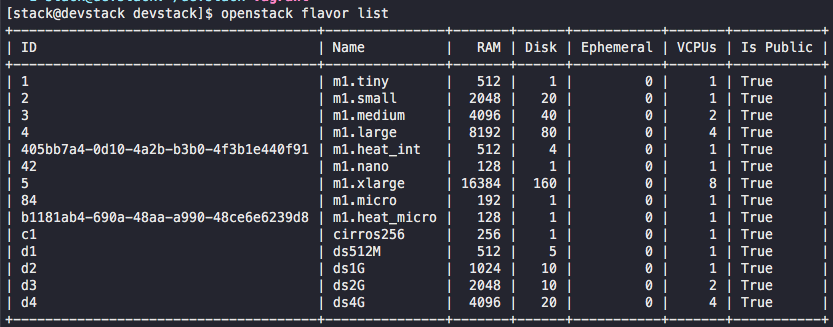 [stack@devstack devstack]$ openstack flavor list
+--------------------------------------+---------------+-------+------+-----------+-------+-----------+
| ID                                   | Name          |   RAM | Disk | Ephemeral | VCPUs | Is Public |
+--------------------------------------+---------------+-------+------+-----------+-------+-----------+
| 1                                    | m1.tiny       |   512 |    1 |         0 |     1 | True      |
| 2                                    | m1.small      |  2048 |   20 |         0 |     1 | True      |
| 3                                    | m1.medium     |  4096 |   40 |         0 |     2 | True      |
| 4                                    | m1.large      |  8192 |   80 |         0 |     4 | True      |
| 405bb7a4-0d10-4a2b-b3b0-4f3b1e440f91 | m1.heat_int   |   512 |    4 |         0 |     1 | True      |
| 42                                   | m1.nano       |   128 |    1 |         0 |     1 | True      |
| 5                                    | m1.xlarge     | 16384 |  160 |         0 |     8 | True      |
| 84                                   | m1.micro      |   192 |    1 |         0 |     1 | True      |
| b1181ab4-690a-48aa-a990-48ce6e6239d8 | m1.heat_micro |   128 |    1 |         0 |     1 | True      |
| c1                                   | cirros256     |   256 |    1 |         0 |     1 | True      |
| d1                                   | ds512M        |   512 |    5 |         0 |     1 | True      |
| d2                                   | ds1G          |  1024 |   10 |         0 |     1 | True      |
| d3                                   | ds2G          |  2048 |   10 |         0 |     2 | True      |
| d4                                   | ds4G          |  4096 |   20 |         0 |     4 | True      |
+--------------------------------------+---------------+-------+------+-----------+-------+-----------+